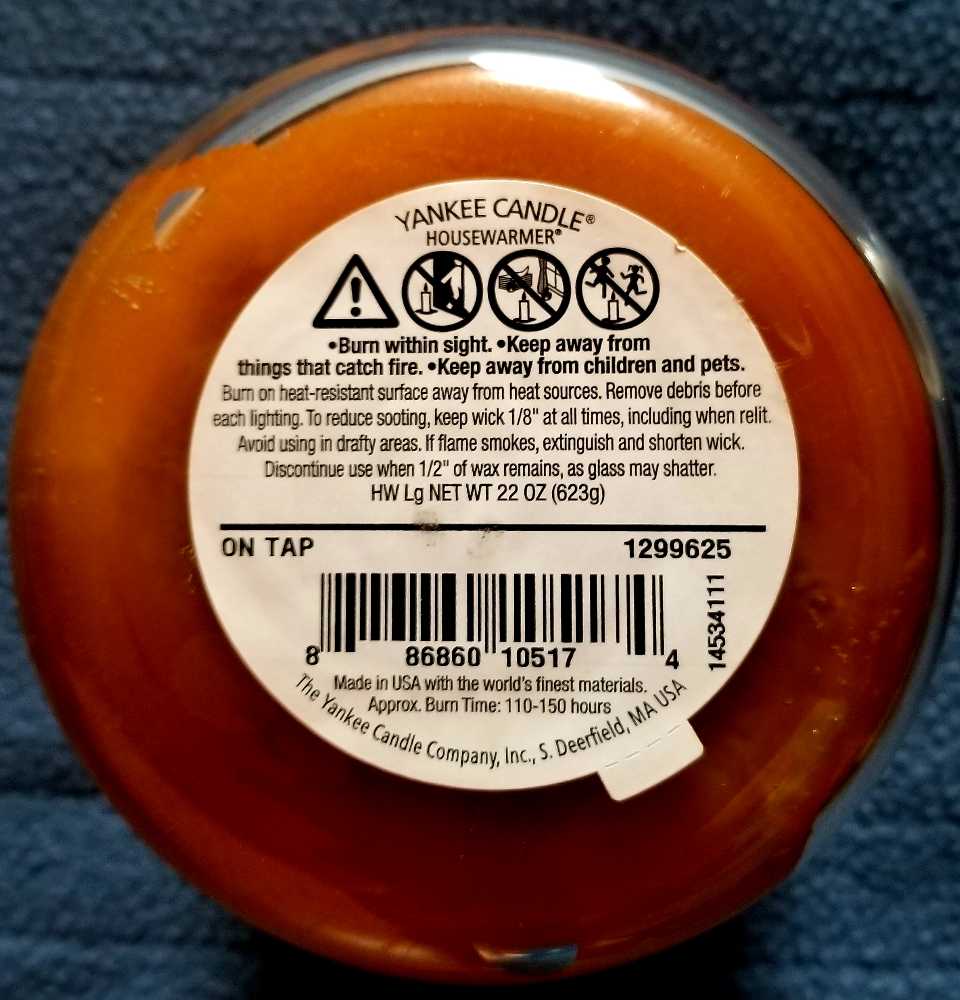 YANKEE CANDLE®
HOUSEWARMER®
•Burn within sight. •Keep away from
things that catch fire. •Keep away from children and pets.
Burn on heat-resistant surface away from heat sources. Remove debris before
each lighting. To reduce sooting, keep wick 1/8" at all times, including when relit.
Avoid using in drafty areas. If flame smokes, extinguish and shorten wick.
Discontinue use when 1/2" of wax remains, as glass may shatter.
HW Lg NET WT 22 OZ (623g)
ON TAP 1299625
14534111
8 86860 10517 4
Made in USA with the world's finest materials.
Approx. Burn Time: 110-150 hours
The Yankee Candle Company, Inc., S. Deerfield, MA USA